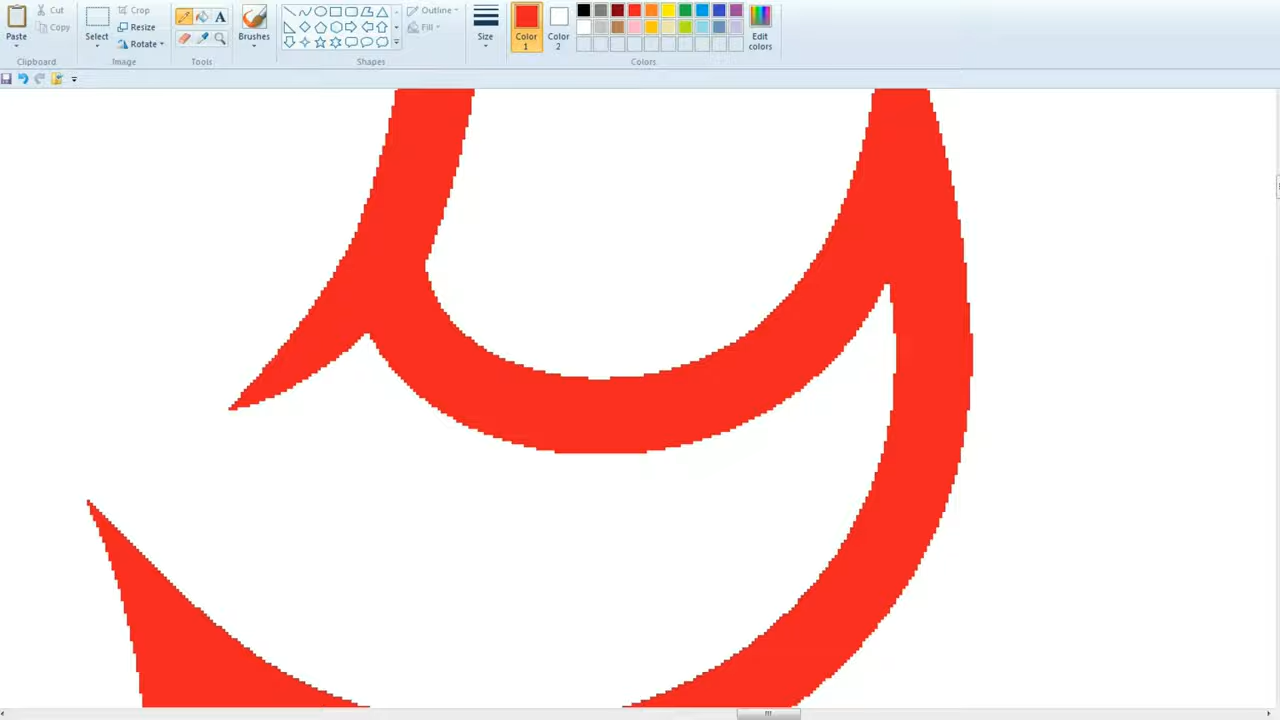 Paste
Cut
Copy
Clipboard
Select
Crop
Resize
Rotate
Image
A
Tools
Brushes
Shapes
Outline
Fill
Size
Color
1
Color
2
Edit
colors
Colors